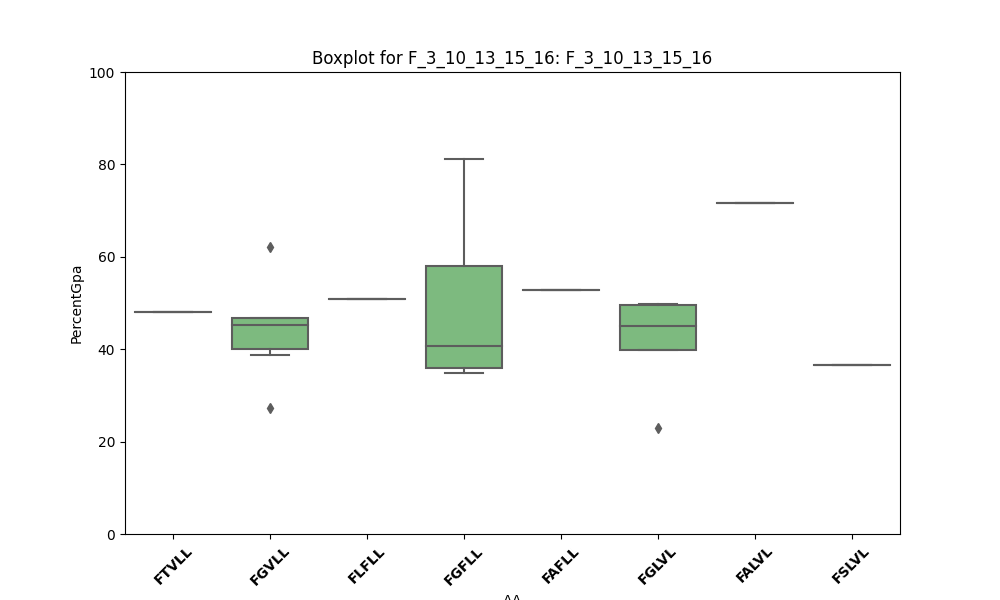 Boxplot for F_3_10_13_15_16: F_3_10_13_15_16
PercentGpa
100
80
60
40
20
0
FTVLL
FGVLL
FLFLL
FGFLL
FAFLL
FGLVL
FALVL
FSLVL
AA